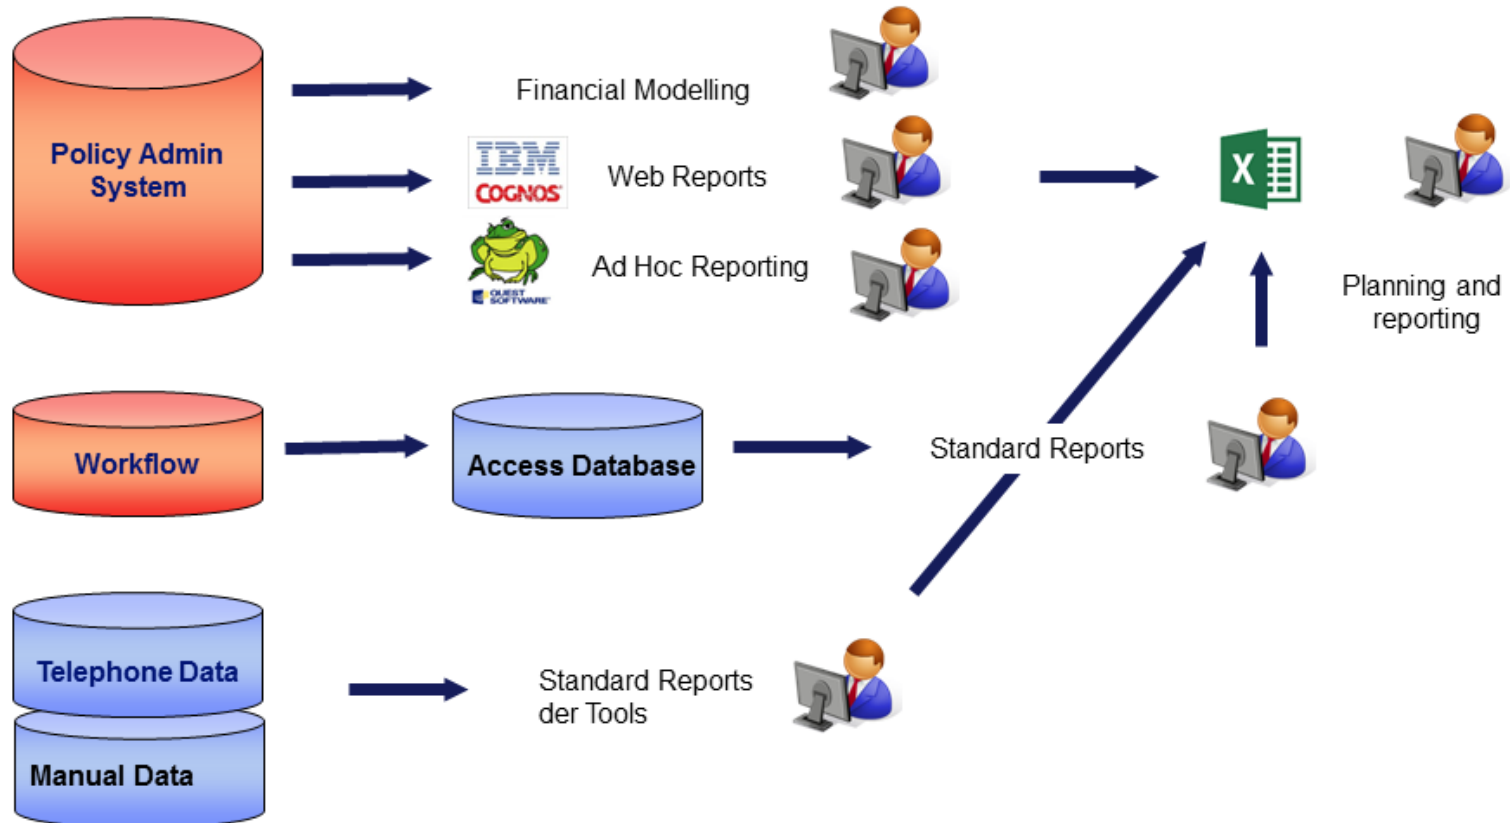 Policy Admin
System
Financial Modelling
IBM
COGNOS
Web Reports
QUEST
SOFTWARE
Ad Hoc Reporting
X
Planning and
reporting
Workflow
Access Database
Standard Reports
Telephone Data
Manual Data
Standard Reports
der Tools